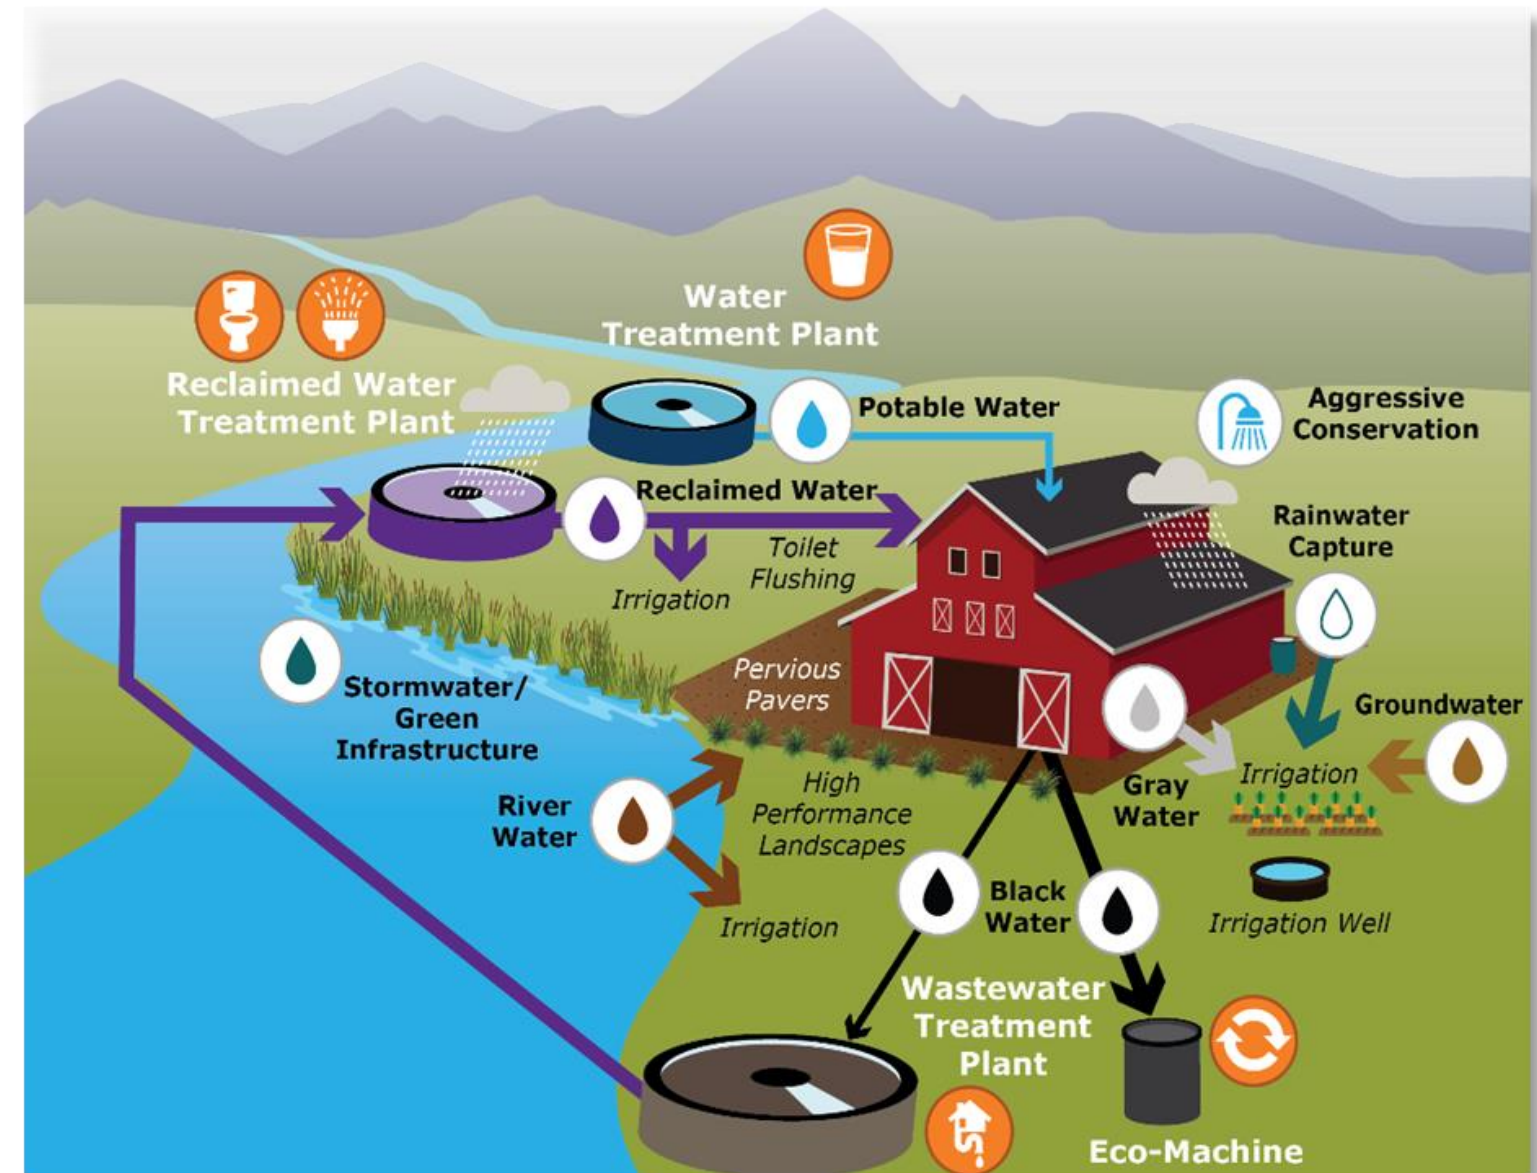 Water
Treatment Plant
Reclaimed Water
Treatment Plant
Potable Water
Aggressive
Conservation
Reclaimed Water
Toilet
Flushing
Irrigation
Rainwater
Capture
Pervious
Pavers
Stormwater/
Green
Infrastructure
Groundwater
Gray
Water
Irrigation
River
Water
High
Performance
Landscapes
Irrigation
Black
Water
Irrigation Well
Wastewater
Treatment
Plant
Eco-Machine